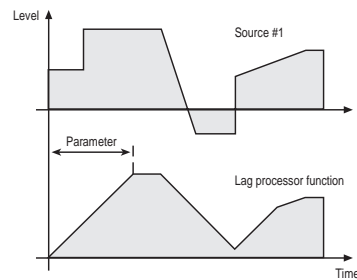 Level
Source #1
Parameter
Lag processor function
Time